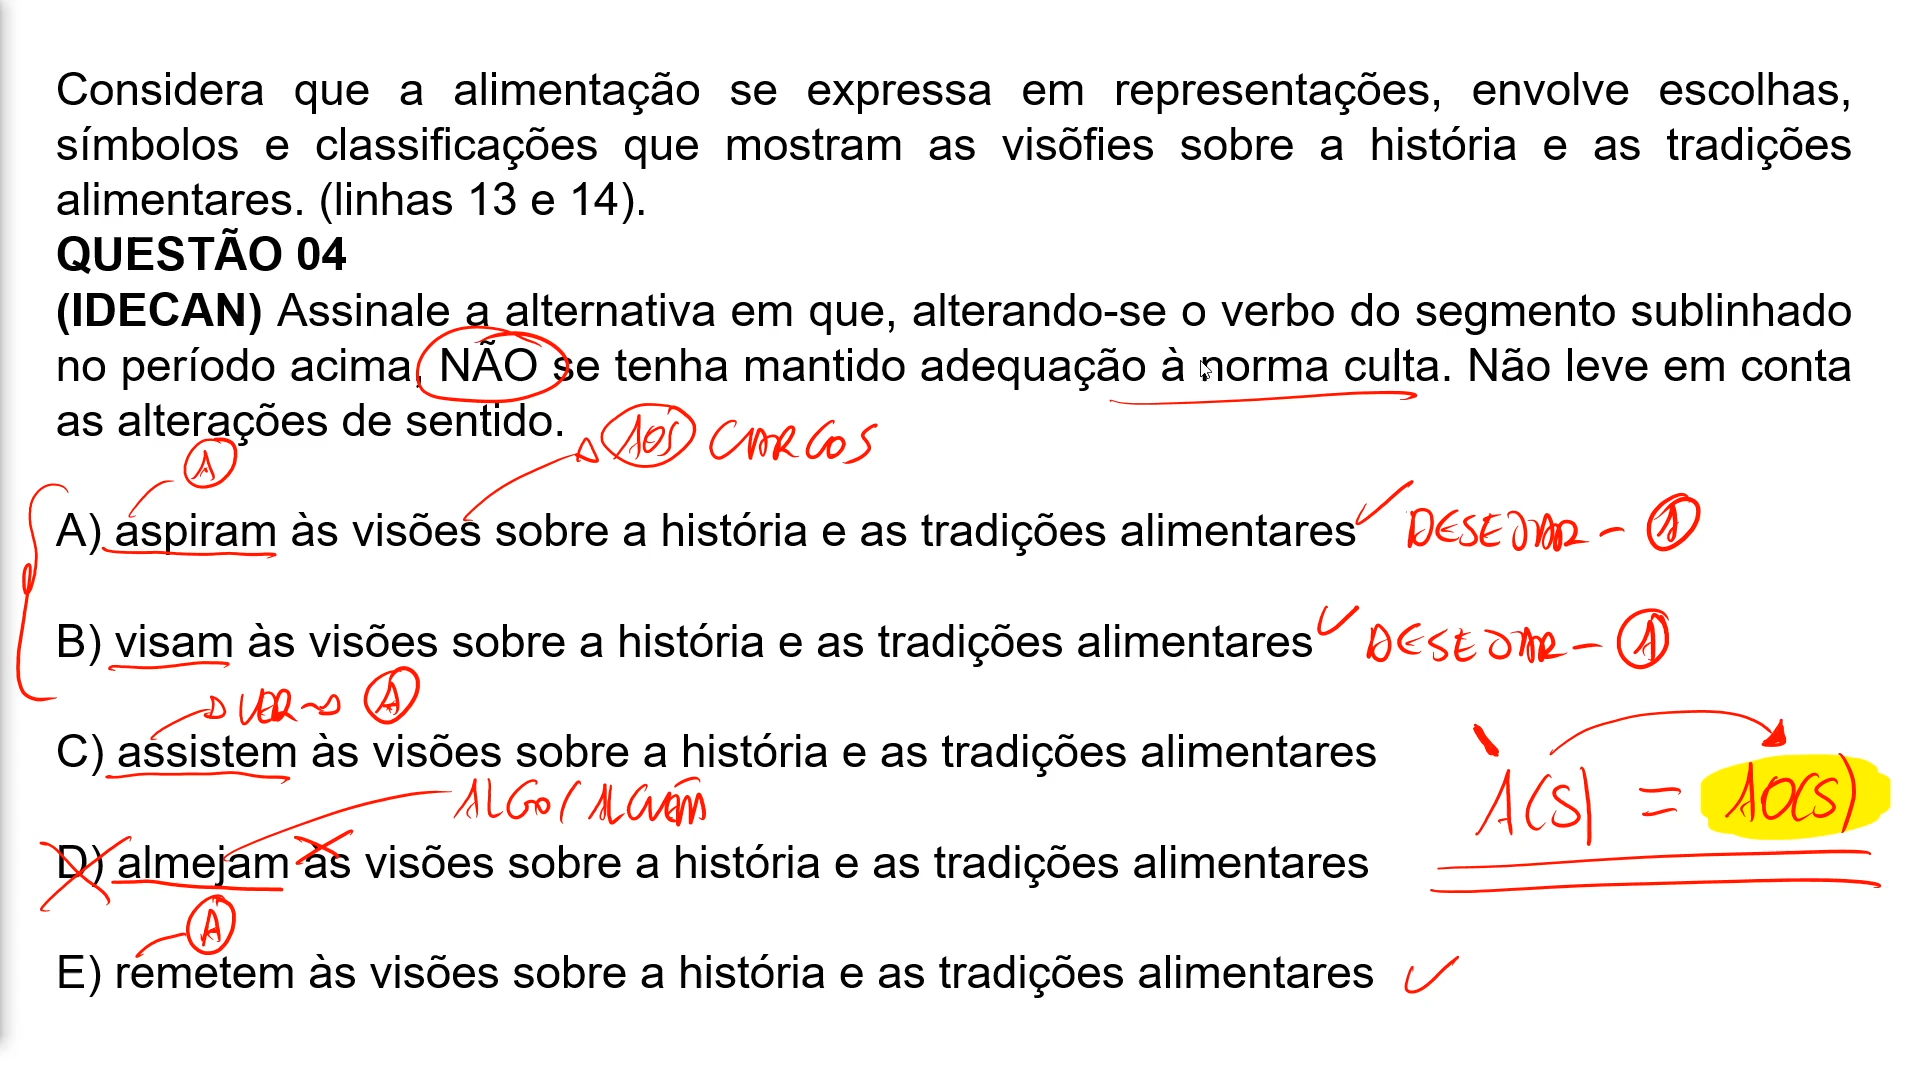 Considera que a alimentação se expressa em representações, envolve escolhas,
símbolos e classificações que mostram as visõfies sobre a história e as tradições
alimentares. (linhas 13 e 14).
QUESTÃO 04
(IDECAN) Assinale a alternativa em que, alterando-se o verbo do segmento sublinhado
no período acima, NÃO se tenha mantido adequação à norma culta. Não leve em conta
as alterações de sentido.
AOS CARGOS
A
A) aspiram às visões sobre a história e as tradições alimentares DESEJAR - A
B) visam às visões sobre a história e as tradições alimentares DESEJAR - A
VER A
C) assistem às visões sobre a história e as tradições alimentares
ALGO/ALGUÉM
À(S) = AO(S)
D) almejam às visões sobre a história e as tradições alimentares
A
E) remetem às visões sobre a história e as tradições alimentares